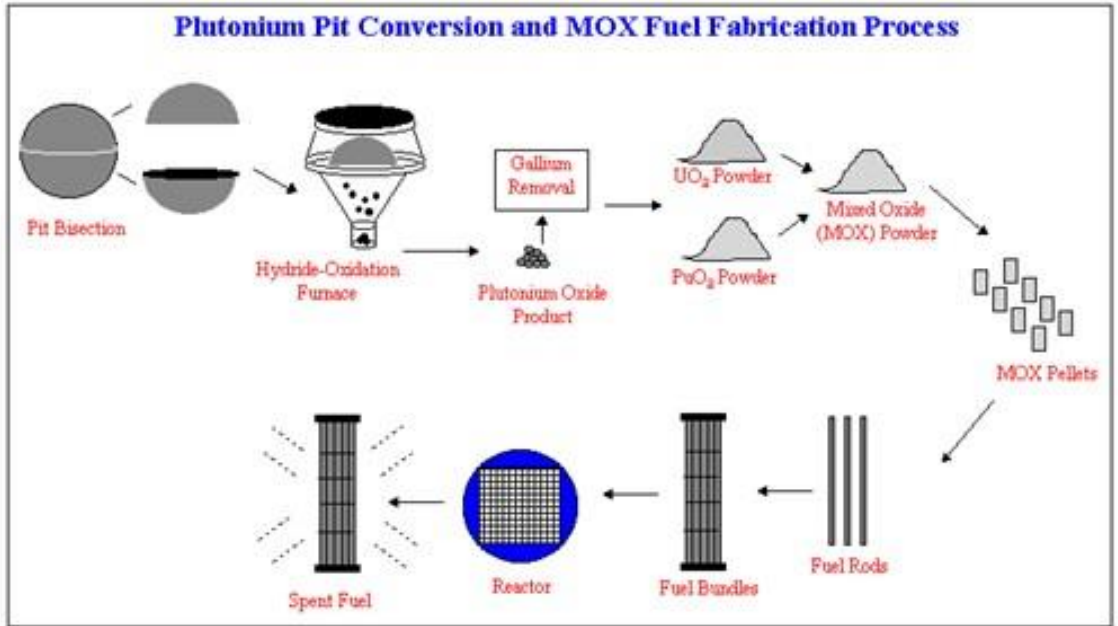 Plutonium Pit Conversion and MOX Fuel Fabrication Process
Pit Bisection
Hydride-Oxidation
Furnace
Gallium
Removal
Plutonium Oxide
Product
UO₂ Powder
PuO₂ Powder
Mixed Oxide
(MOX) Powder
MOX Pellets
Fuel Rods
Fuel Bundles
Reactor
Spent Fuel